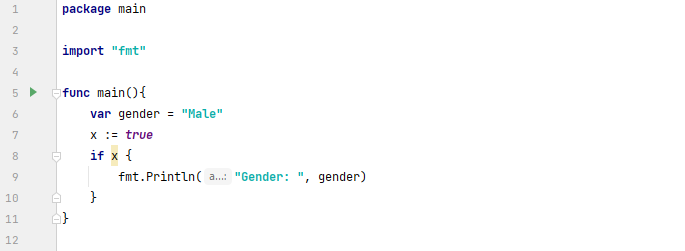 1 package main
2
3 import "fmt"
4
5 func main(){
6 var gender = "Male"
7 x := true
8 if x {
9 fmt.Println( a...: "Gender: ", gender)
10 }
11 }
12